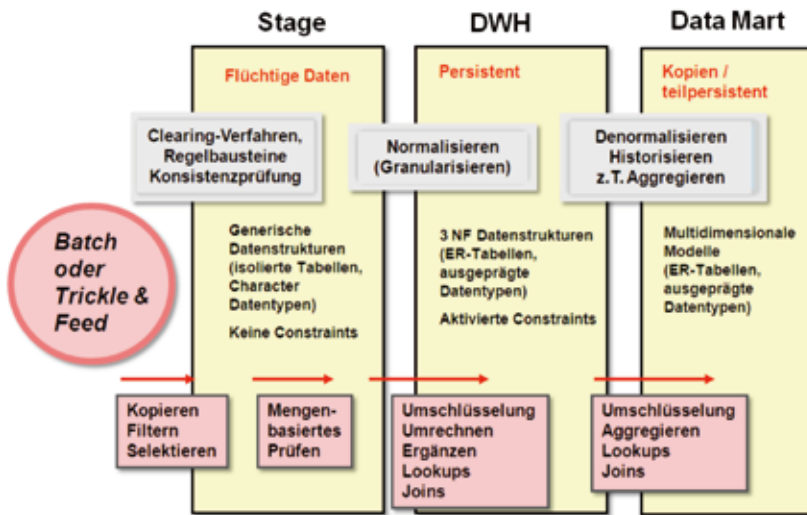 Stage
DWH
Data Mart
Flüchtige Daten
Persistent
Kopien /
teilpersistent
Clearing-Verfahren,
Regelbausteine
Konsistenzprüfung
Normalisieren
(Granularisieren)
Denormalisieren
Historisieren
z.T. Aggregieren
Batch
oder
Trickle &
Feed
Generische
Datenstrukturen
(isolierte Tabellen,
Character
Datentypen)
Keine Constraints
3 NF Datenstrukturen
(ER-Tabellen,
ausgeprägte
Datentypen)
Aktivierte Constraints
Multidimensionale
Modelle
(ER-Tabellen,
ausgeprägte
Datentypen)
Kopieren
Filtern
Selektieren
Mengen-
basiertes
Prüfen
Umschlüsselung
Umrechnen
Ergänzen
Lookups
Joins
Umschlüsselung
Aggregieren
Lookups
Joins